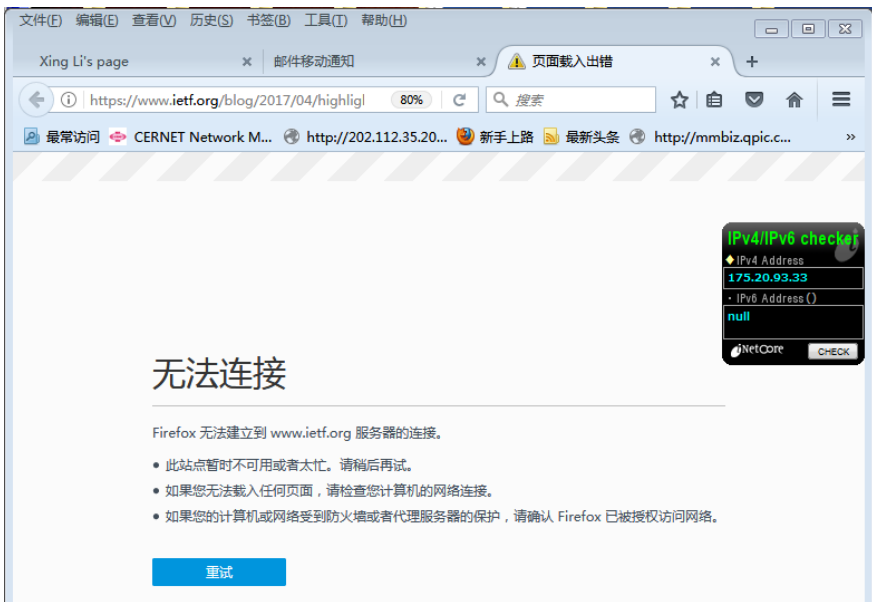 文件(F) 编辑(E) 查看(V) 历史(S) 书签(B) 工具(T) 帮助(H)
Xing Li's page 邮件移动通知 页面载入出错
https://www.ietf.org/blog/2017/04/highligl 80% 搜索
最常访问 CERNET Network M... http://202.112.35.20... 新手上路 最新头条 http://mmbiz.qpic.c... »
IPv4/IPv6 checker
IPv4 Address
175.20.93.33
IPv6 Address()
null
iNetCore CHECK
无法连接
Firefox 无法建立到 www.ietf.org 服务器的连接。
• 此站点暂时不可用或者太忙。请稍后再试。
• 如果您无法载入任何页面，请检查您计算机的网络连接。
• 如果您的计算机或网络受到防火墙或者代理服务器的保护，请确认 Firefox 已被授权访问网络。
重试